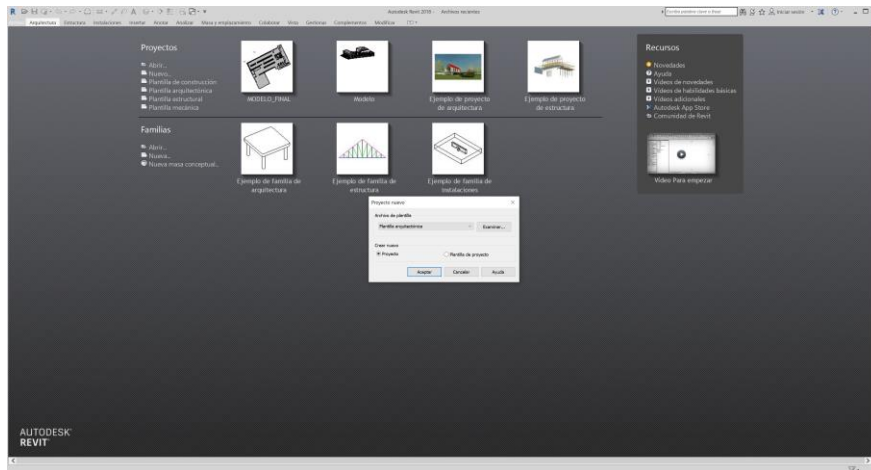 Autodesk Revit 2019 - Archivos recientes
Iniciar sesión
Arquitectura Estructura Instalaciones Insertar Anotar Analizar Masa y emplazamiento Colaborar Vista Gestionar Complementos Modificar
Proyectos
Abrir...
Nuevo...
Plantilla de construcción
Plantilla arquitectónica
Plantilla estructural
Plantilla mecánica
MODELO_FINAL
Modelo
Ejemplo de proyecto
de arquitectura
Ejemplo de proyecto
de estructura
Familias
Abrir...
Nueva...
Nueva masa conceptual...
Ejemplo de familia de
arquitectura
Ejemplo de familia de
estructura
Ejemplo de familia de
instalaciones
Recursos
Novedades
Ayuda
Vídeos de novedades
Vídeos de habilidades básicas
Vídeos adicionales
Autodesk App Store
Comunidad de Revit
Vídeo Para empezar
Proyecto nuevo
Archivo de plantilla
Plantilla arquitectónica
Examinar...
Crear nuevo
Proyecto
Plantilla de proyecto
Aceptar
Cancelar
Ayuda
AUTODESK
REVIT